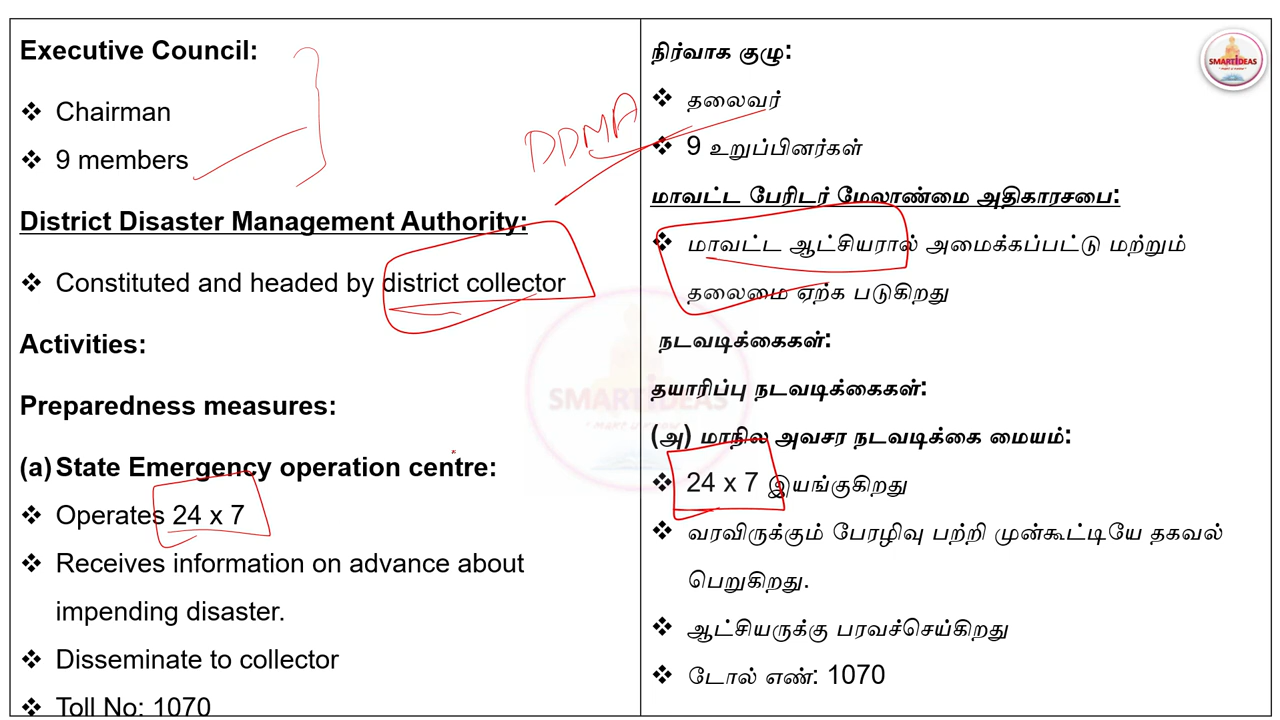 Executive Council:
❖ Chairman
❖ 9 members
District Disaster Management Authority:
❖ Constituted and headed by district collector
Activities:
Preparedness measures:
(a) State Emergency operation centre:
❖ Operates 24 x 7
❖ Receives information on advance about
impending disaster.
❖ Disseminate to collector
❖ Toll No: 1070
DDMA
நிர்வாக குழு:
❖ தலைவர்
❖ 9 உறுப்பினர்கள்
மாவட்ட பேரிடர் மேலாண்மை அதிகாரசபை:
❖ மாவட்ட ஆட்சியரால் அமைக்கப்பட்டு மற்றும்
தலைமை ஏற்க படுகிறது
நடவடிக்கைகள்:
தயாரிப்பு நடவடிக்கைகள்:
(அ) மாநில அவசர நடவடிக்கை மையம்:
❖ 24 x 7 இயங்குகிறது
❖ வரவிருக்கும் பேரழிவு பற்றி முன்கூட்டியே தகவல்
பெறுகிறது.
❖ ஆட்சியருக்கு பரவச்செய்கிறது
❖ டோல் எண்: 1070
SMARTIDEAS
SMARTIDEAS